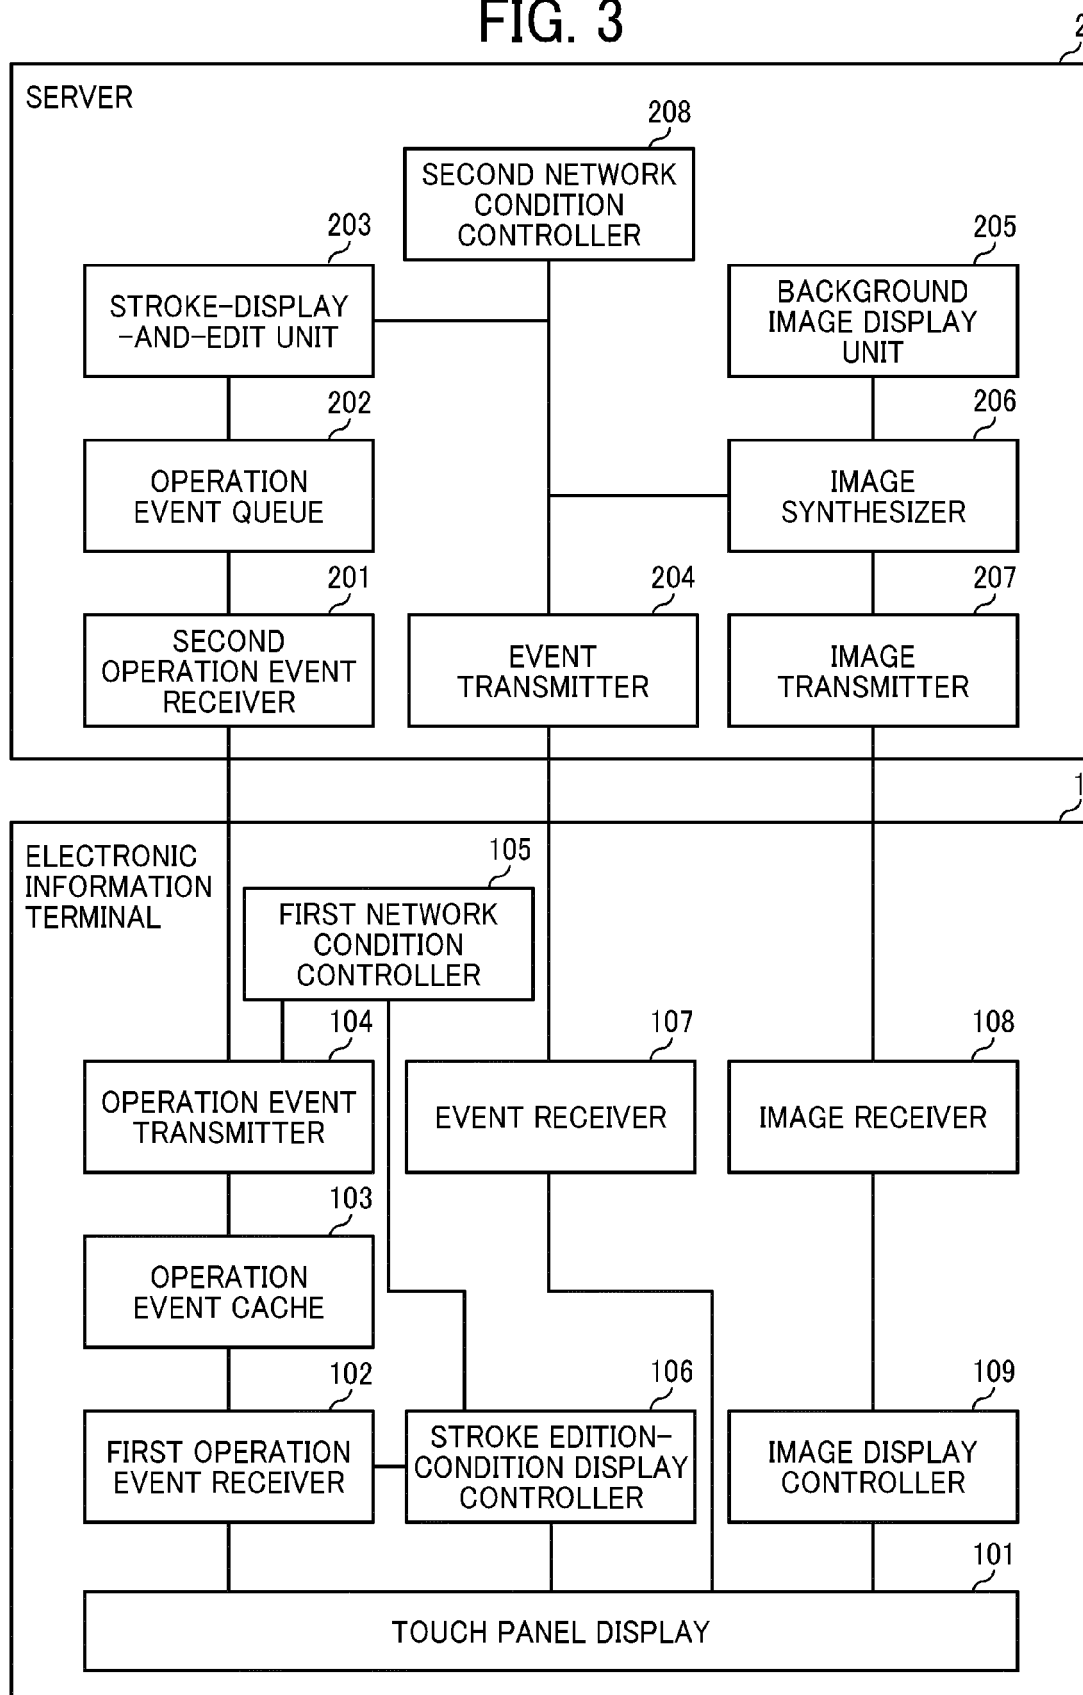 FIG. 3
2
SERVER
208
SECOND NETWORK
CONDITION
CONTROLLER
203
STROKE-DISPLAY
-AND-EDIT UNIT
205
BACKGROUND
IMAGE DISPLAY
UNIT
202
OPERATION
EVENT QUEUE
206
IMAGE
SYNTHESIZER
201
SECOND
OPERATION EVENT
RECEIVER
204
EVENT
TRANSMITTER
207
IMAGE
TRANSMITTER
1
ELECTRONIC
INFORMATION
TERMINAL
105
FIRST NETWORK
CONDITION
CONTROLLER
104
OPERATION EVENT
TRANSMITTER
107
EVENT RECEIVER
108
IMAGE RECEIVER
103
OPERATION
EVENT CACHE
102
FIRST OPERATION
EVENT RECEIVER
106
STROKE EDITION-
CONDITION DISPLAY
CONTROLLER
109
IMAGE DISPLAY
CONTROLLER
101
TOUCH PANEL DISPLAY